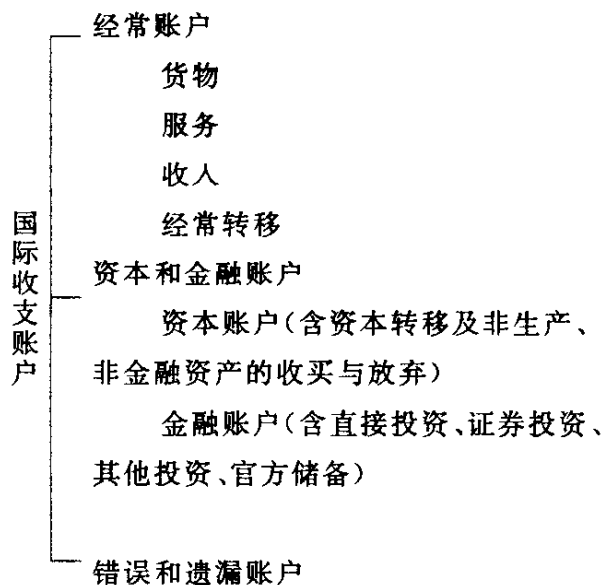 国际收支账户
经常账户
货物
服务
收人
经常转移
资本和金融账户
资本账户(含资本转移及非生产、
非金融资产的收买与放弃)
金融账户(含直接投资、证券投资、
其他投资、官方储备)
错误和遗漏账户